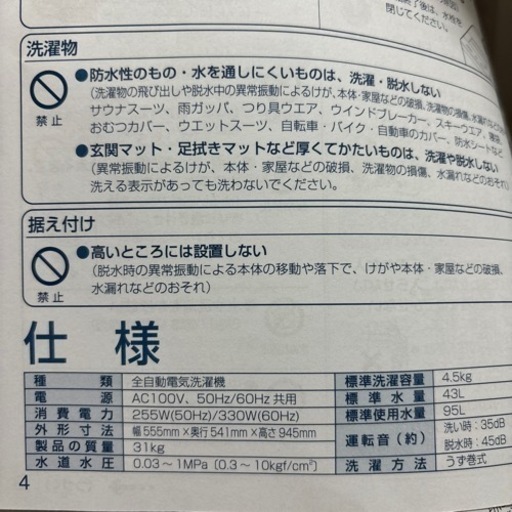 閉じてください。
洗濯物
禁止
●防水性のもの・水を通しにくいものは、洗濯・脱水しない
(洗濯物の飛び出しや脱水中の異常振動によるけが、本体・家屋などの破損、洗濯物の損傷、水漏れなどの
サウナスーツ、雨ガッパ、つり具ウエア、ウインドブレーカー、スキーウエア、寝袋、
おむつカバー、ウエットスーツ、自転車・バイク・自動車のカバー、防水シートなど
●玄関マット・足拭きマットなど厚くてかたいものは、洗濯や脱水しない
(異常振動によるけが、本体・家屋などの破損、洗濯物の損傷、水漏れなどのおそれ)
洗える表示があっても洗わないでください。
据え付け
禁止
●高いところには設置しない
(脱水時の異常振動による本体の移動や落下で、けがや本体・家屋などの破損、
水漏れなどのおそれ)
仕様
種類 全自動電気洗濯機
電源 AC100V、50Hz/60Hz共用
消費電力 255W(50Hz)/330W(60Hz)
外形寸法 幅555mm×奥行541mm×高さ945mm
製品の質量 31kg
水道水圧 0.03~1MPa〔0.3~10kgf/cm²〕
標準洗濯容量 4.5kg
標準水量 43L
標準使用水量 95L
運転音(約) 洗い時:35dB
脱水時:45dB
洗濯方法 うず巻式
4